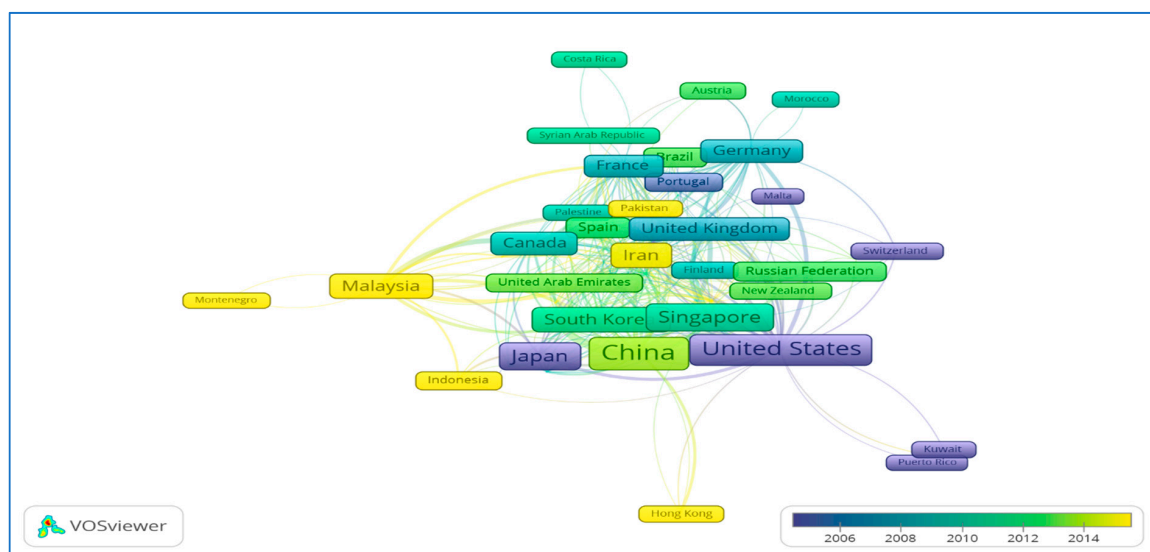 Costa Rica
Austria
Morocco
Syrian Arab Republic
Brazil
Germany
France
Portugal
Malta
Palestine
Pakistan
Spain
United Kingdom
Canada
Iran
Switzerland
Finland
Russian Federation
Malaysia
United Arab Emirates
New Zealand
Montenegro
South Kore
Singapore
Japan
China
United States
Indonesia
Kuwait
Puerto Rico
Hong Kong
VOSviewer
2006 2008 2010 2012 2014